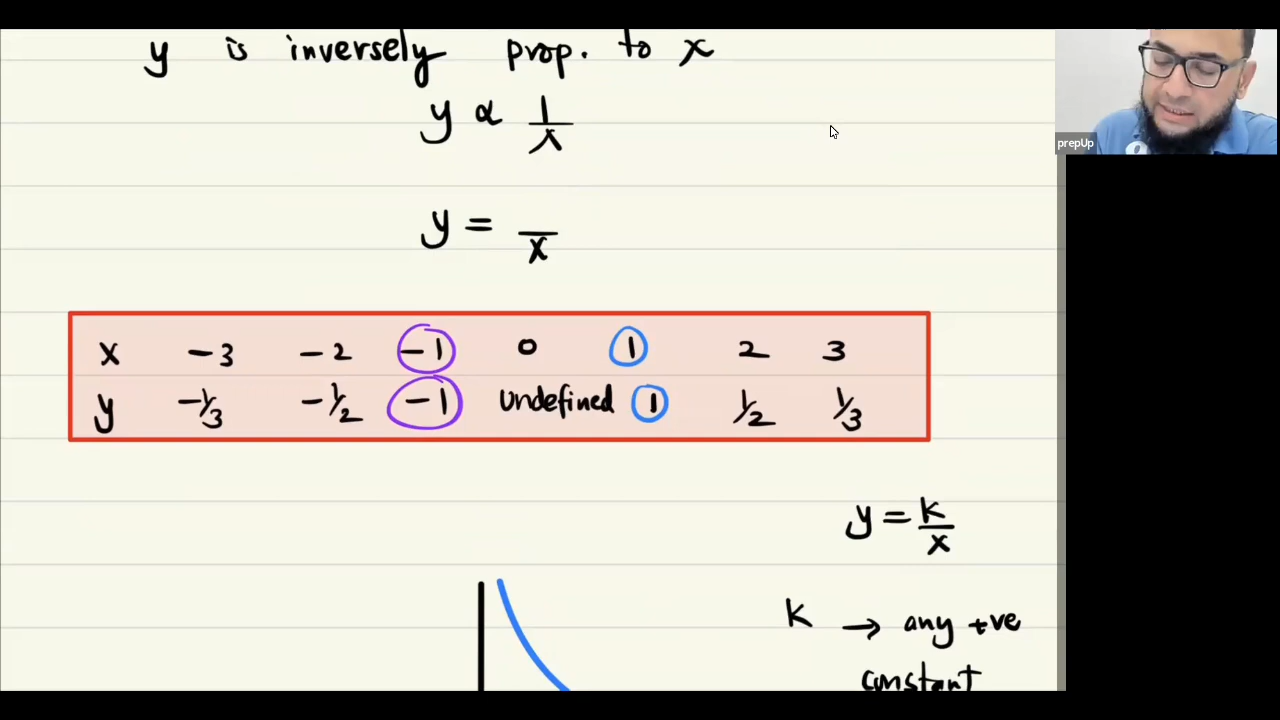 y is inversely prop. to x
y ∝ 1/x
y = /x
prepUp
x -3 -2 -1 0 1 2 3
y -1/3 -1/2 -1 undefined 1 1/2 1/3
y = k/x
k → any +ve
constant